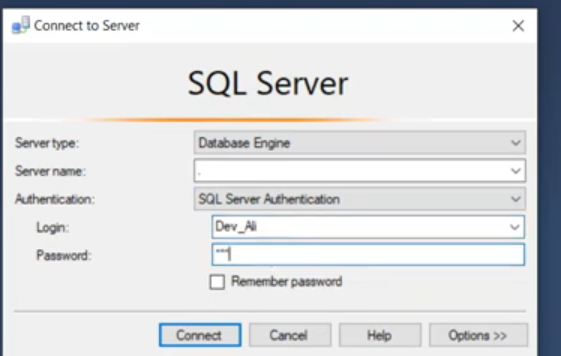 Connect to Server
SQL Server
Server type: Database Engine
Server name: .
Authentication: SQL Server Authentication
Login: Dev_Ali
Password: ***
Remember password
Connect Cancel Help Options >>